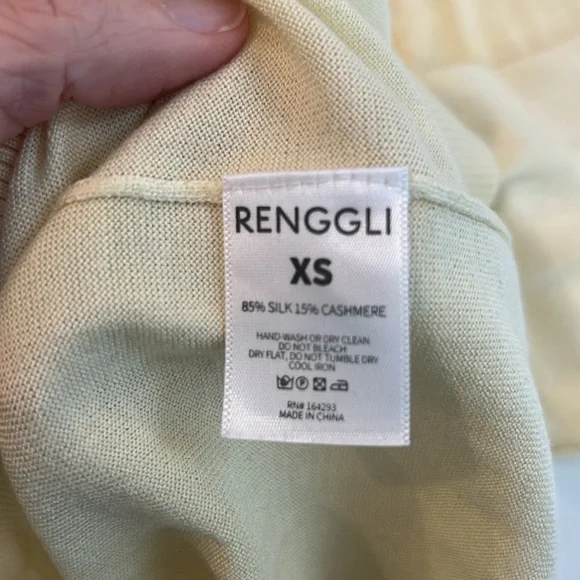 RENGGLI
XS
85% SILK 15% CASHMERE
HAND-WASH OR DRY CLEAN
DO NOT BLEACH
DRY FLAT, DO NOT TUMBLE DRY
COOL IRON
RN# 164293
MADE IN CHINA